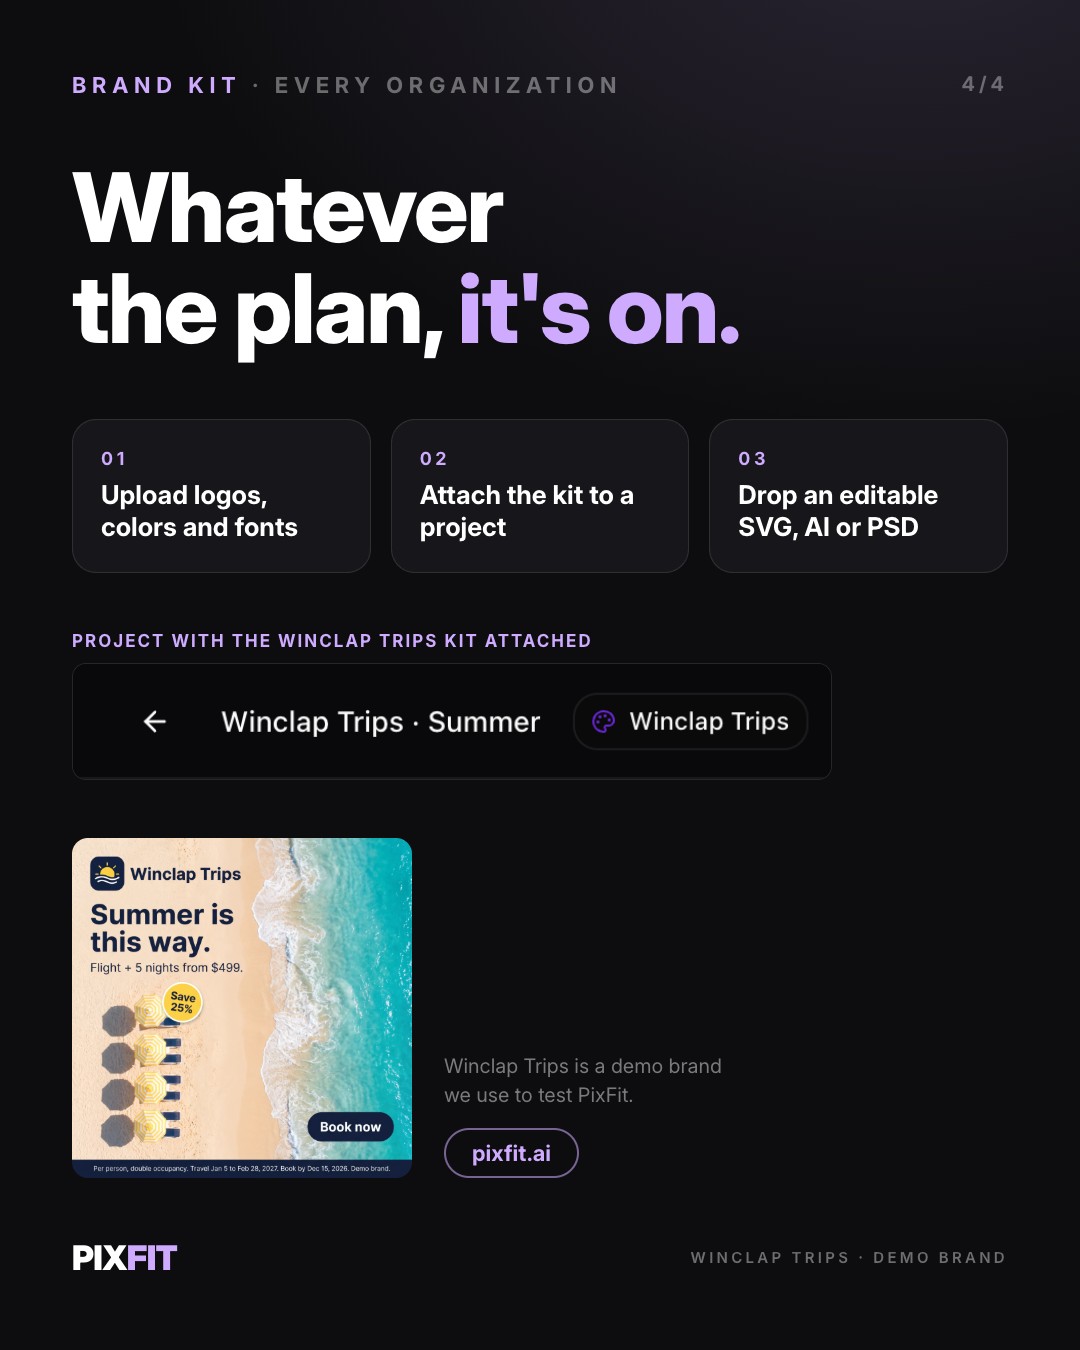 BRAND KIT · EVERY ORGANIZATION
4/4
Whatever
the plan, it's on.
01
Upload logos,
colors and fonts
02
Attach the kit to a
project
03
Drop an editable
SVG, AI or PSD
PROJECT WITH THE WINCLAP TRIPS KIT ATTACHED
Winclap Trips · Summer
Winclap Trips
Winclap Trips
Summer is
this way.
Flight + 5 nights from $499.
Save
25%
Book now
Per person, double occupancy. Travel Jan 5 to Feb 28, 2027. Book by Dec 15, 2026. Demo brand.
Winclap Trips is a demo brand
we use to test PixFit.
pixfit.ai
PIXFIT
WINCLAP TRIPS · DEMO BRAND